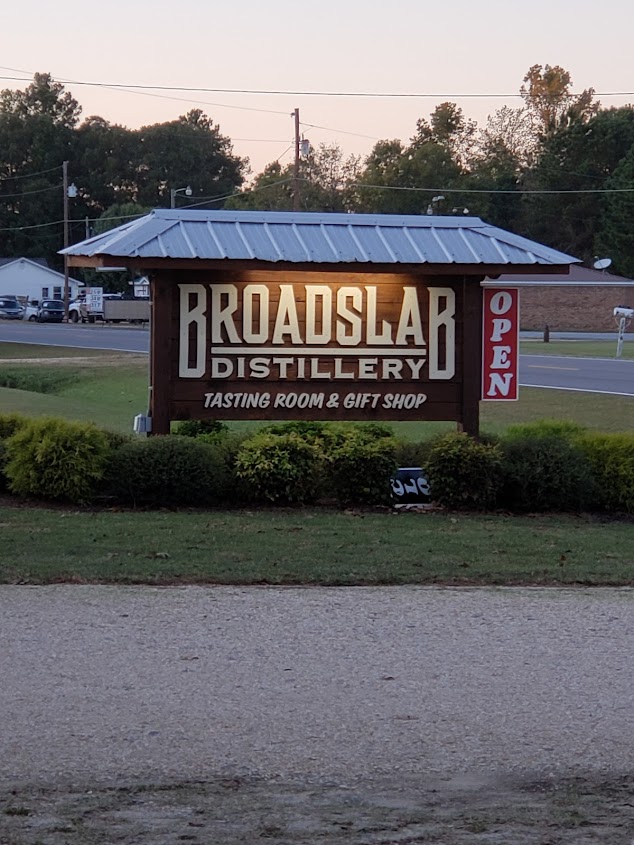 BROADSLAB
DISTILLERY
TASTING ROOM & GIFT SHOP
OPEN